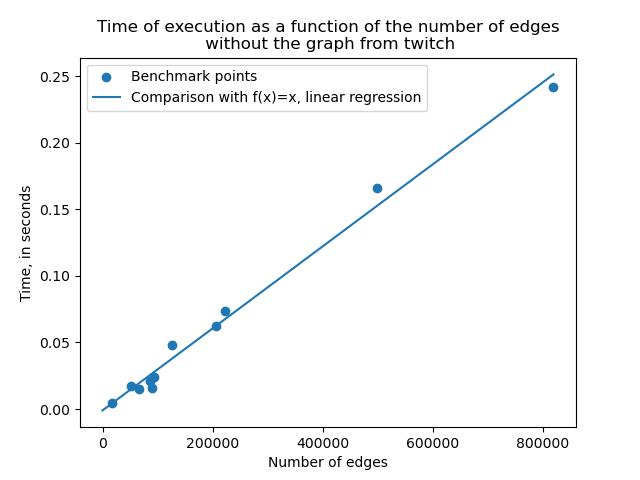 Time of execution as a function of the number of edges
without the graph from twitch
Benchmark points
Comparison with f(x)=x, linear regression
0.25
0.20
0.15
0.10
0.05
0.00
Time, in seconds
0 200000 400000 600000 800000
Number of edges